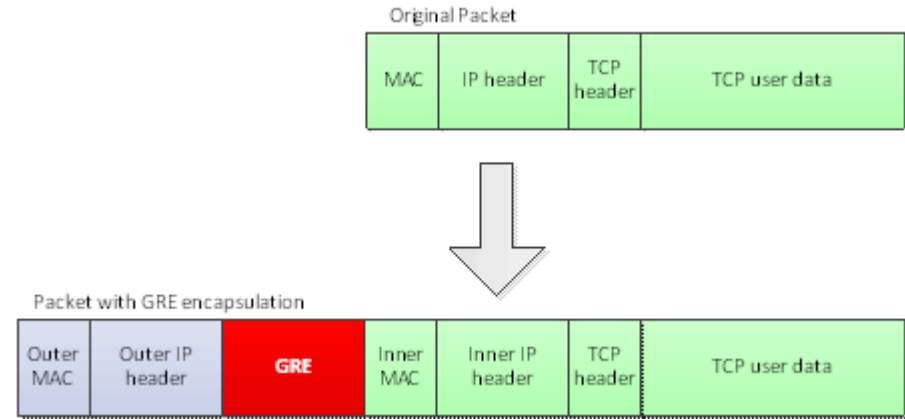 Original Packet
MAC
IP header
TCP
header
TCP user data
Packet with GRE encapsulation
Outer
MAC
Outer IP
header
GRE
Inner
MAC
Inner IP
header
TCP
header
TCP user data